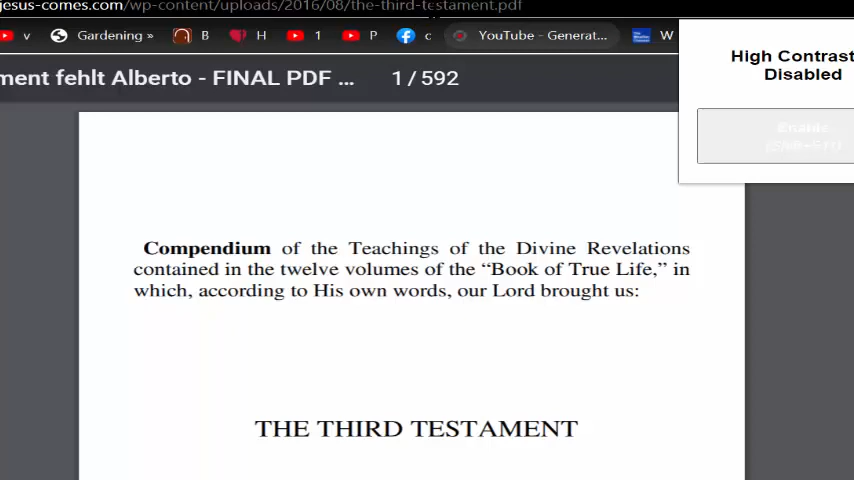 jesus-comes.com/wp-content/uploads/2016/08/the-third-testament.pdf
v Gardening » B H 1 P c YouTube - Generat... W
ment fehlt Alberto - FINAL PDF ... 1 / 592
High Contrast
Disabled
Enable
Compendium of the Teachings of the Divine Revelations
contained in the twelve volumes of the “Book of True Life,” in
which, according to His own words, our Lord brought us:
THE THIRD TESTAMENT